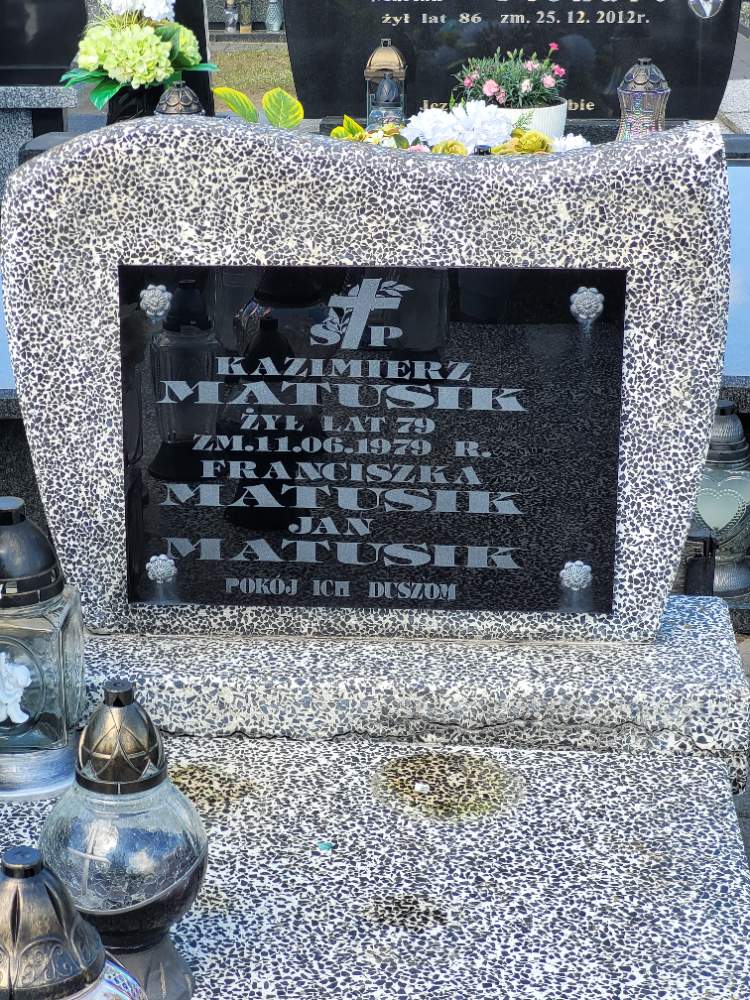 żył lat 86 zm. 25. 12. 2012r.
Ś P
KAZIMIERZ
MATUSIK
ŻYŁ LAT 79
ZM. 11. 06. 1979 R.
FRANCISZKA
MATUSIK
JAN
MATUSIK
POKÓJ ICH DUSZOM